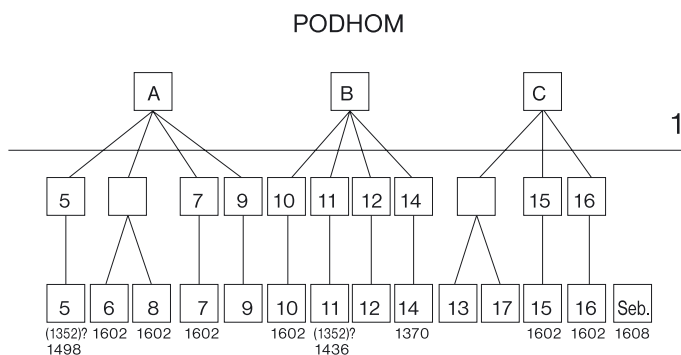 PODHOM
A B C
1
5 7 9 10 11 12 14 15 16
5 6 8 7 9 10 11 12 14 13 17 15 16 Seb.
(1352)? 1602 1602 1602 1602 (1352)? 1370 1602 1602 1608
1498 1436